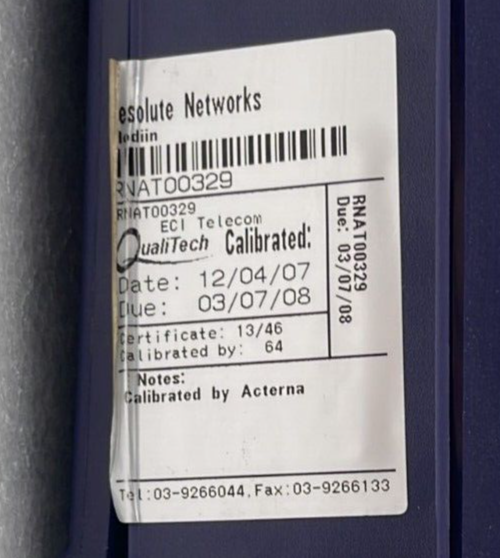 esolute Networks
lediin
RNAT00329
RNAT00329
ECI Telecom
QualiTech Calibrated:
Date: 12/04/07
Due: 03/07/08
Certificate: 13/46
Calibrated by: 64
RNAT00329
Due: 03/07/08
Notes:
Calibrated by Acterna
Tel:03-9266044,Fax:03-9266133